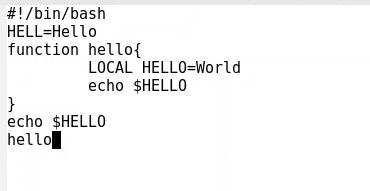 #!/bin/bash
HELL=Hello
function hello{
        LOCAL HELLO=World
        echo $HELLO
}
echo $HELLO
hello